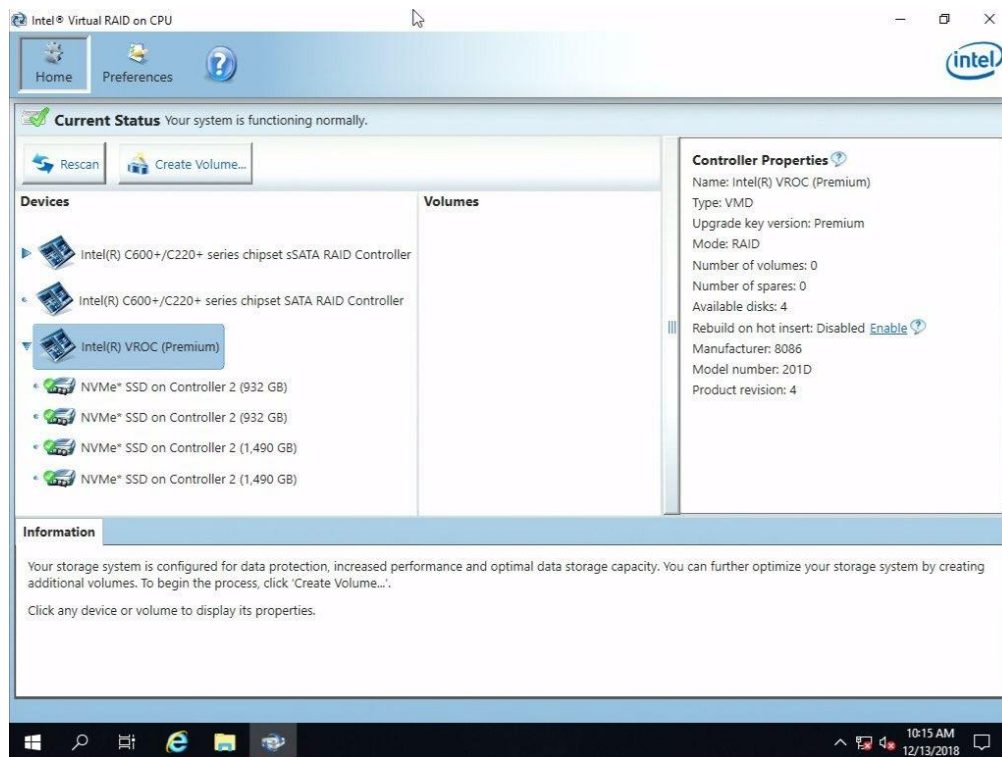 Intel® Virtual RAID on CPU
Home
Preferences
intel
Current Status Your system is functioning normally.
Rescan
Create Volume...
Devices
Volumes
Intel(R) C600+/C220+ series chipset sSATA RAID Controller
Intel(R) C600+/C220+ series chipset SATA RAID Controller
Intel(R) VROC (Premium)
NVMe* SSD on Controller 2 (932 GB)
NVMe* SSD on Controller 2 (932 GB)
NVMe* SSD on Controller 2 (1,490 GB)
NVMe* SSD on Controller 2 (1,490 GB)
Controller Properties
Name: Intel(R) VROC (Premium)
Type: VMD
Upgrade key version: Premium
Mode: RAID
Number of volumes: 0
Number of spares: 0
Available disks: 4
Rebuild on hot insert: Disabled Enable
Manufacturer: 8086
Model number: 201D
Product revision: 4
Information
Your storage system is configured for data protection, increased performance and optimal data storage capacity. You can further optimize your storage system by creating
additional volumes. To begin the process, click 'Create Volume...'.
Click any device or volume to display its properties.
10:15 AM
12/13/2018